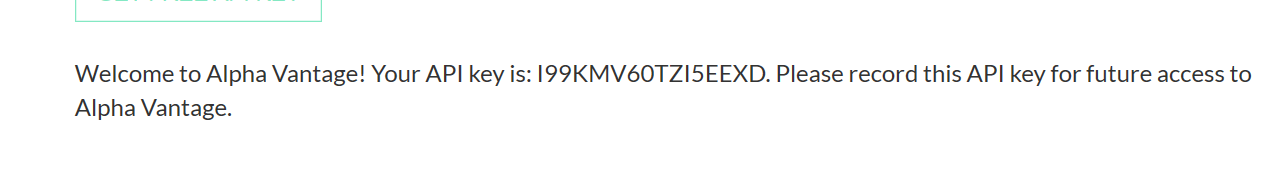 Welcome to Alpha Vantage! Your API key is: I99KMV60TZI5EEXD. Please record this API key for future access to
Alpha Vantage.